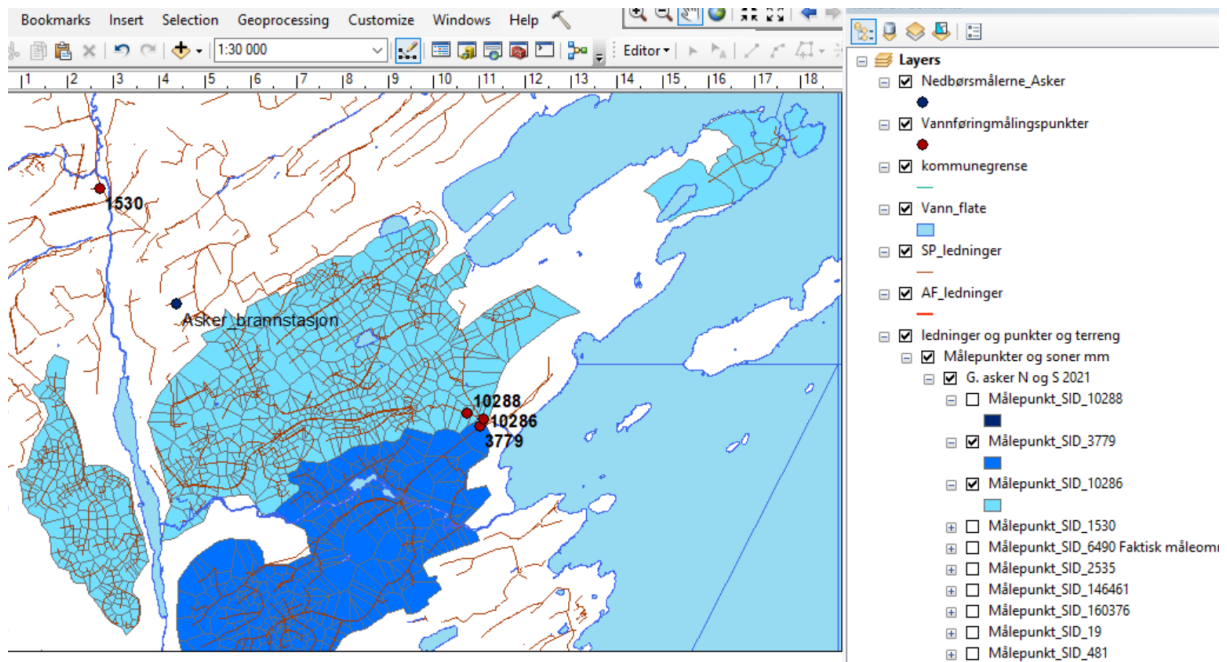 Bookmarks Insert Selection Geoprocessing Customize Windows Help
1:30 000
Editor
1 2 3 4 5 6 7 8 9 10 11 12 13 14 15 16 17 18
1530
Asker_brannstasjon
10288
10286
3779
Layers
Nedbørsmålerne_Asker
Vannføringmålingspunkter
kommunegrense
Vann_flate
SP_ledninger
AF_ledninger
ledninger og punkter og terreng
Målepunkter og soner mm
G. asker N og S 2021
Målepunkt_SID_10288
Målepunkt_SID_3779
Målepunkt_SID_10286
Målepunkt_SID_1530
Målepunkt_SID_6490 Faktisk måleomr
Målepunkt_SID_2535
Målepunkt_SID_146461
Målepunkt_SID_160376
Målepunkt_SID_19
Målepunkt_SID_481